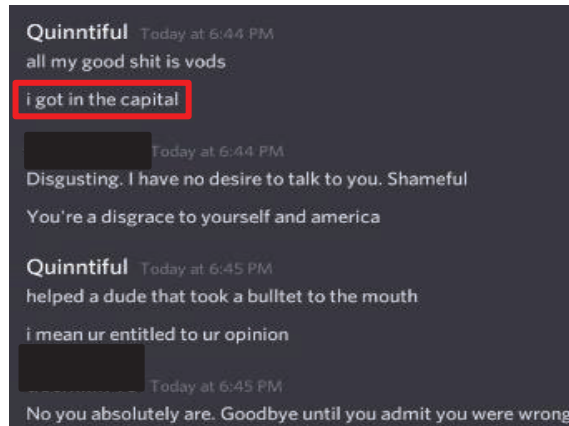 Quinntiful Today at 6:44 PM
all my good shit is vods
i got in the capital
Today at 6:44 PM
Disgusting. I have no desire to talk to you. Shameful
You're a disgrace to yourself and america
Quinntiful Today at 6:45 PM
helped a dude that took a bulltet to the mouth
i mean ur entitled to ur opinion
Today at 6:45 PM
No you absolutely are. Goodbye until you admit you were wrong